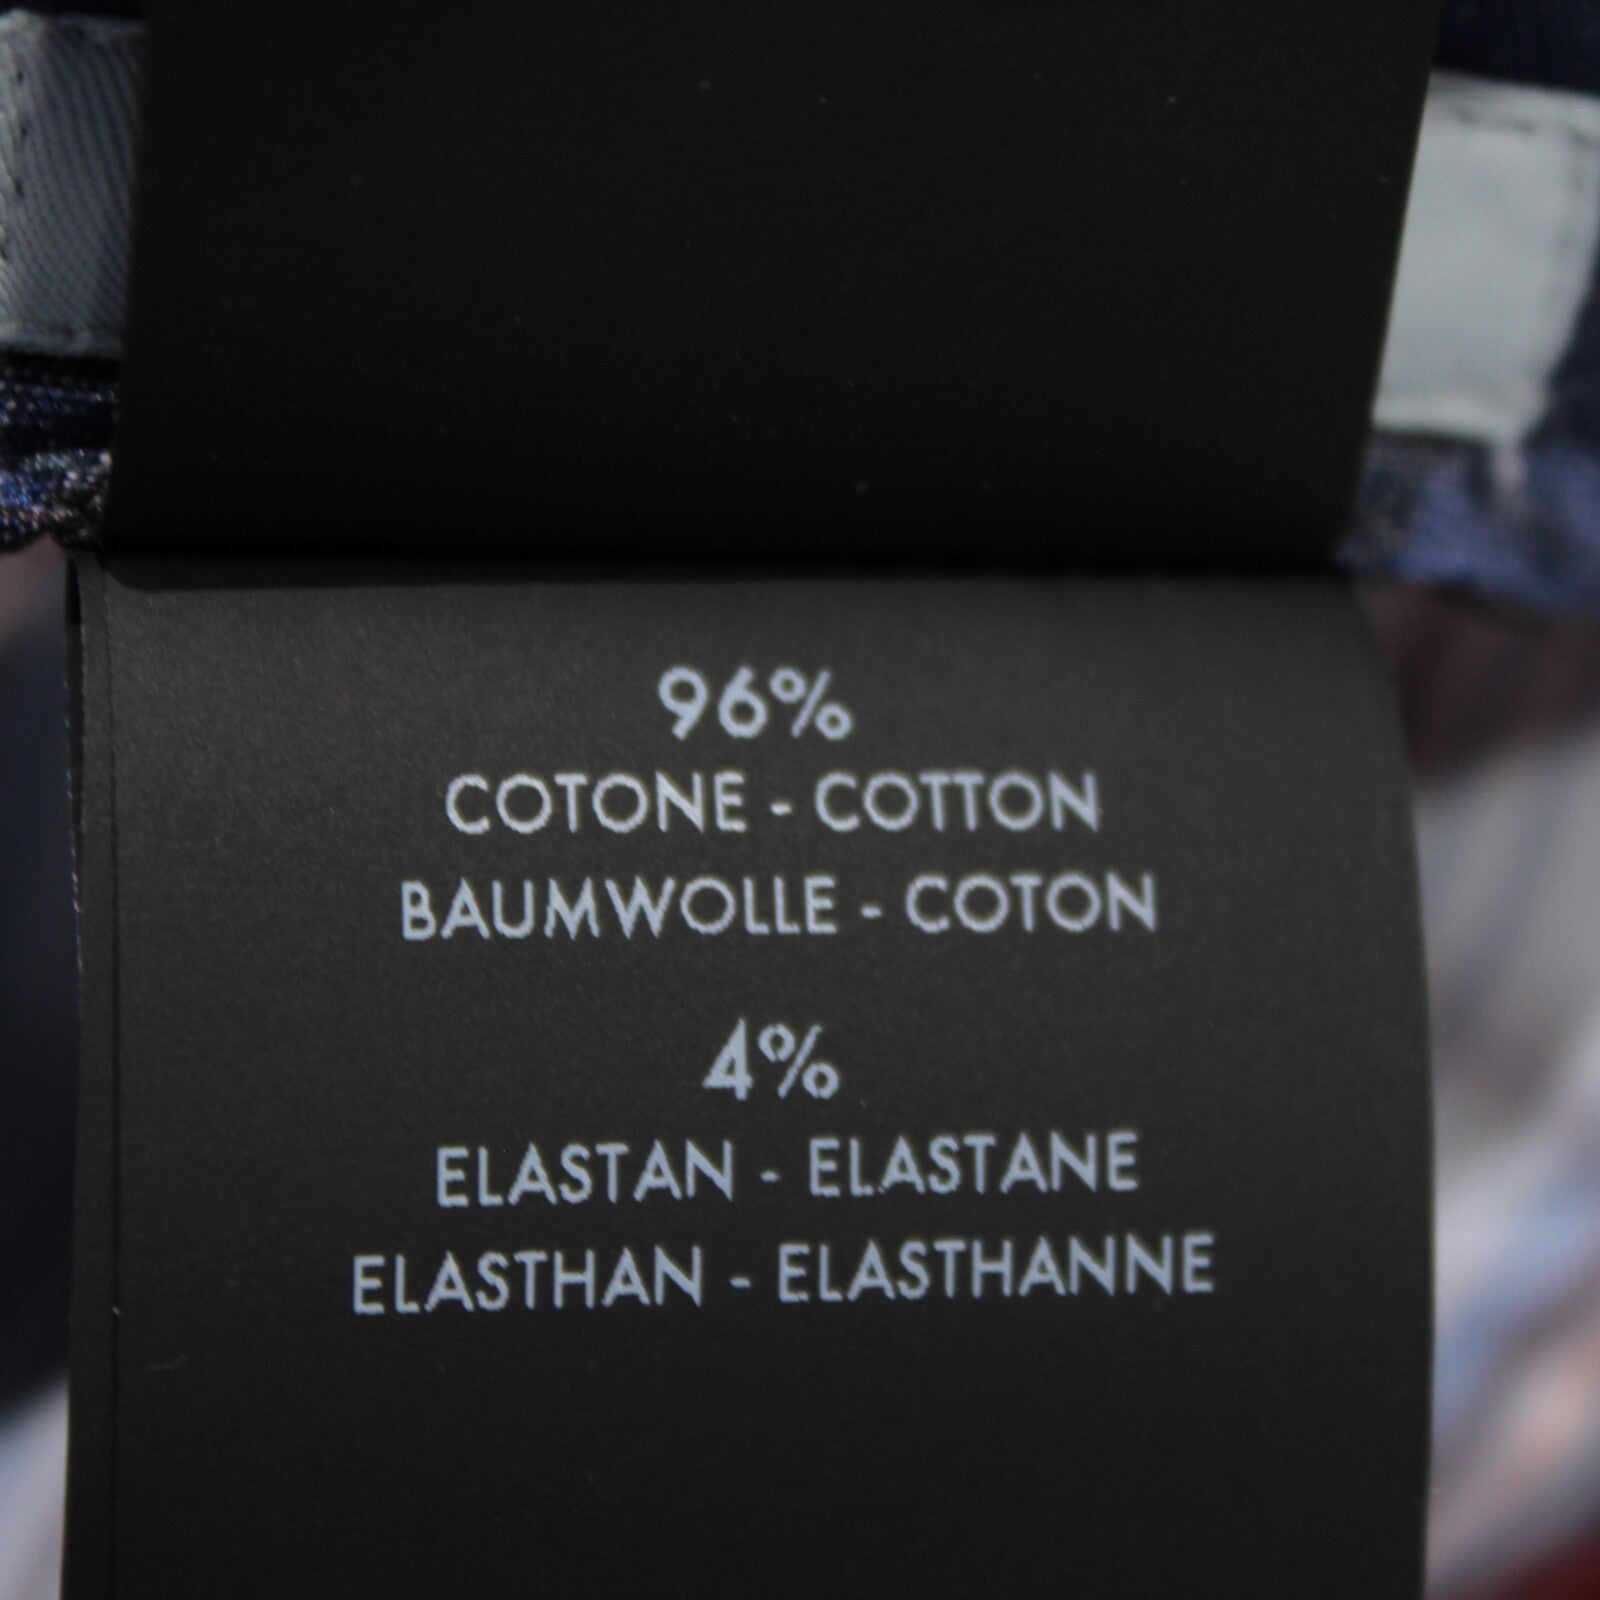 96%
COTONE - COTTON
BAUMWOLLE - COTON
4%
ELASTAN - ELASTANE
ELASTHAN - ELASTHANNE